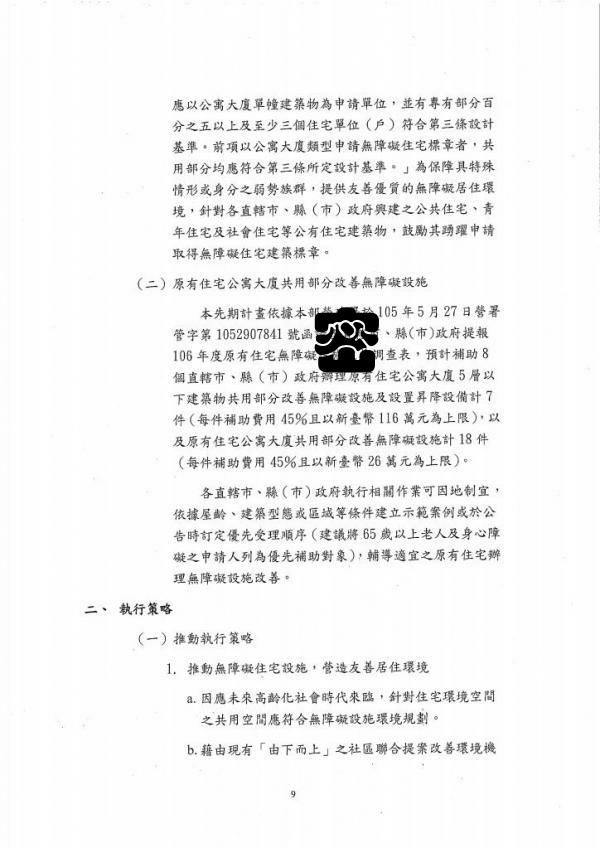 應以公寓大廈單幢建築物為申請單位，並有專有部分百
分之五以上及至少三個住宅單位（戶）符合第三條設計
基準。前項以公寓大廈類型申請無障礙住宅標章者，共
用部分均應符合第三條所定設計基準。」為保障具特殊
情形或身分之弱勢族群，提供友善優質的無障礙居住環
境，針對各直轄市、縣（市）政府興建之公共住宅、青
年住宅及社會住宅等公有住宅建築物，鼓勵其踴躍申請
取得無障礙住宅建築標章。
（二）原有住宅公寓大廈共用部分改善無障礙設施
本先期計畫依據本部 於 105 年 5 月 27 日營署
管字第 1052907841 號函 、縣(市)政府提報
106 年度原有住宅無障礙 調查表，預計補助 8
個直轄市、縣（市）政府辦理原有住宅公寓大廈 5 層以
下建築物共用部分改善無障礙設施及設置昇降設備計 7
件（每件補助費用 45%且以新臺幣 116 萬元為上限），以
及原有住宅公寓大廈共用部分改善無障礙設施計 18 件
（每件補助費用 45%且以新臺幣 26 萬元為上限）。
各直轄市、縣（市）政府執行相關作業可因地制宜，
依據屋齡、建築型態或區域等條件建立示範案例或於公
告時訂定優先受理順序（建議將 65 歲以上老人及身心障
礙之申請人列為優先補助對象），輔導適宜之原有住宅辦
理無障礙設施改善。
二、 執行策略
（一）推動執行策略
1. 推動無障礙住宅設施，營造友善居住環境
a. 因應未來高齡化社會時代來臨，針對住宅環境空間
之共用空間應符合無障礙設施環境規劃。
b. 藉由現有「由下而上」之社區聯合提案改善環境機
9